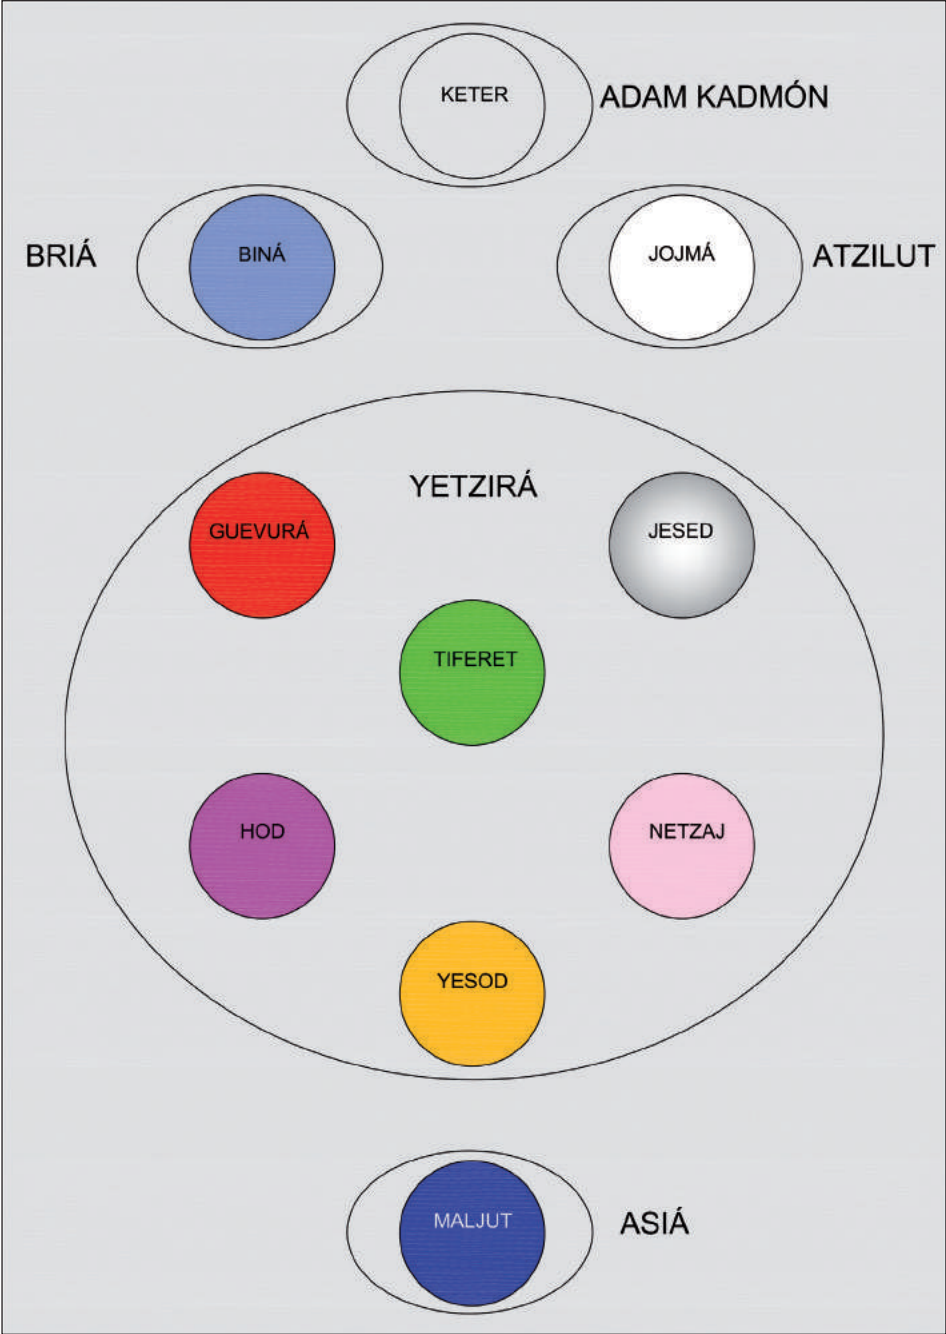 KETER
ADAM KADMÓN
BRIÁ
BINÁ
JOJMÁ
ATZILUT
YETZIRÁ
GUEVURÁ
JESED
TIFERET
HOD
NETZAJ
YESOD
MALJUT
ASIÁ